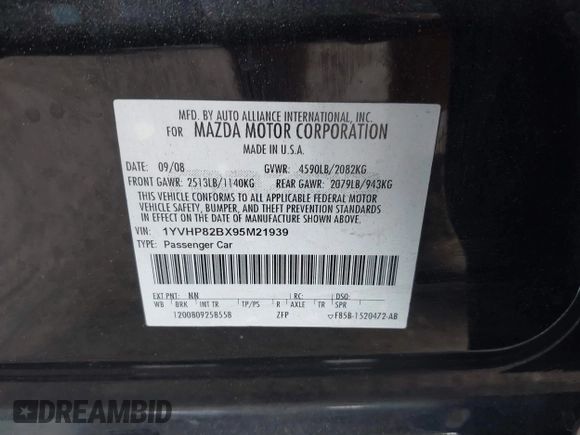 MFD. BY AUTO ALLIANCE INTERNATIONAL, INC.
FOR MAZDA MOTOR CORPORATION
MADE IN U.S.A.
DATE: 09/08 GVWR: 4590LB/2082KG
FRONT GAWR: 2513LB/1140KG REAR GAWR: 2079LB/943KG
THIS VEHICLE CONFORMS TO ALL APPLICABLE FEDERAL MOTOR
VEHICLE SAFETY, BUMPER, AND THEFT PREVENTION STANDARDS
IN EFFECT ON THE DATE OF MANUFACTURE SHOWN ABOVE.
VIN: 1YVHP82BX95M21939
TYPE: Passenger Car
EXT PNT: NN RC: DSO:
WB BRK INT TR TP/PS R AXLE TR SPR
120080925855B ZFP F85B-1520472-AB
DREAMBID